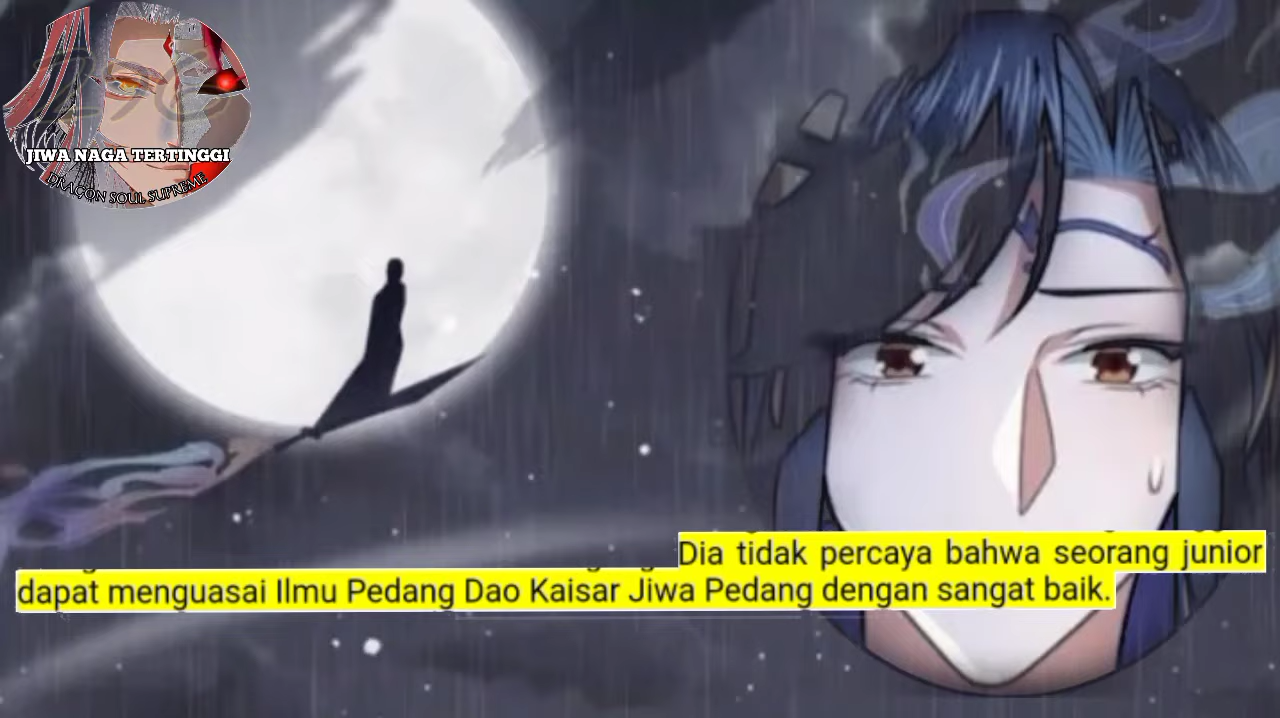 JIWA NAGA TERTINGGI
DRAGON SOUL SUPREME
Dia tidak percaya bahwa seorang junior
dapat menguasai Ilmu Pedang Dao Kaisar Jiwa Pedang dengan sangat baik.